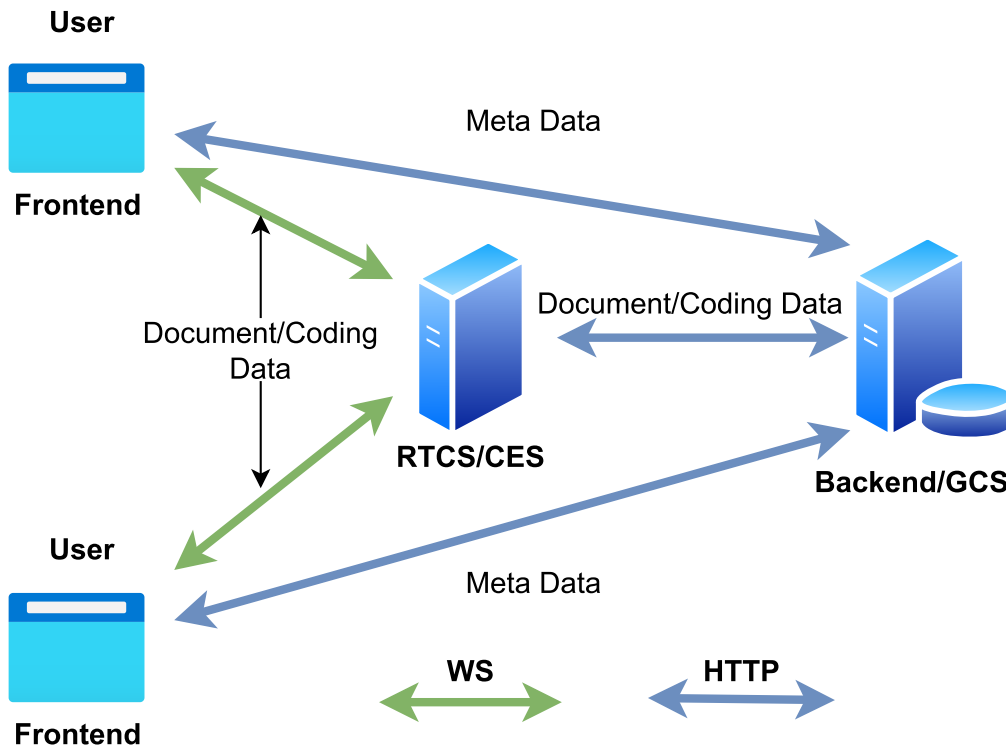 User
Frontend
Meta Data
Document/Coding
Data
Document/Coding Data
RTCS/CES
Backend/GCS
User
Frontend
Meta Data
WS
HTTP